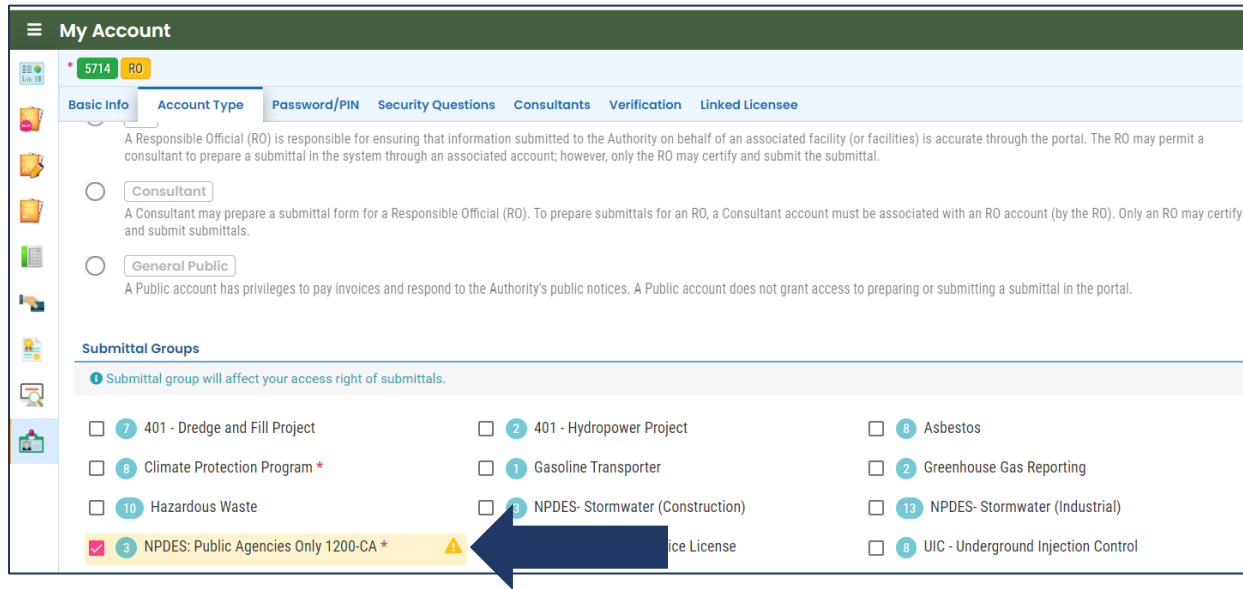 My Account
* 5714 RO
Basic Info Account Type Password/PIN Security Questions Consultants Verification Linked Licensee
A Responsible Official (RO) is responsible for ensuring that information submitted to the Authority on behalf of an associated facility (or facilities) is accurate through the portal. The RO may permit a
consultant to prepare a submittal in the system through an associated account; however, only the RO may certify and submit the submittal.
Consultant
A Consultant may prepare a submittal form for a Responsible Official (RO). To prepare submittals for an RO, a Consultant account must be associated with an RO account (by the RO). Only an RO may certify
and submit submittals.
General Public
A Public account has privileges to pay invoices and respond to the Authority's public notices. A Public account does not grant access to preparing or submitting a submittal in the portal.
Submittal Groups
Submittal group will affect your access right of submittals.
7 401 - Dredge and Fill Project 2 401 - Hydropower Project 8 Asbestos
8 Climate Protection Program * 1 Gasoline Transporter 2 Greenhouse Gas Reporting
10 Hazardous Waste NPDES- Stormwater (Construction) 13 NPDES- Stormwater (Industrial)
3 NPDES: Public Agencies Only 1200-CA * License 8 UIC - Underground Injection Control